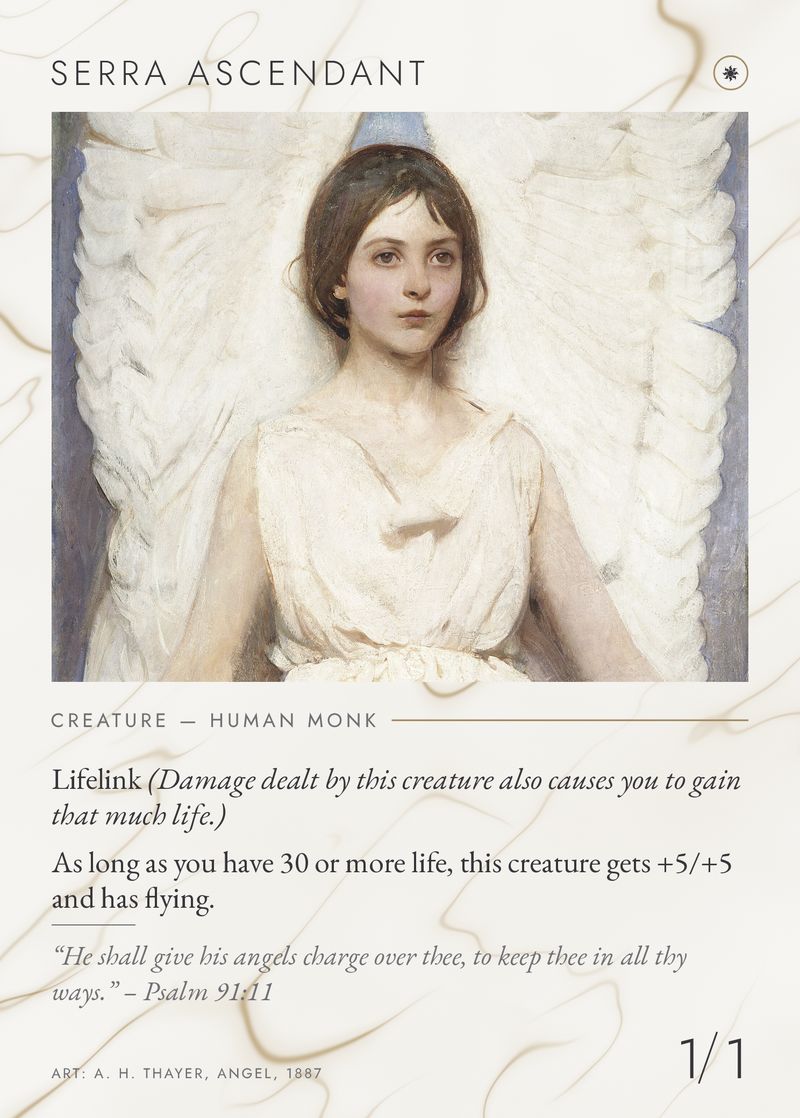 SERRA ASCENDANT
CREATURE — HUMAN MONK
Lifelink (Damage dealt by this creature also causes you to gain
that much life.)
As long as you have 30 or more life, this creature gets +5/+5
and has flying.
“He shall give his angels charge over thee, to keep thee in all thy
ways.” – Psalm 91:11
1/1
ART: A. H. THAYER, ANGEL, 1887